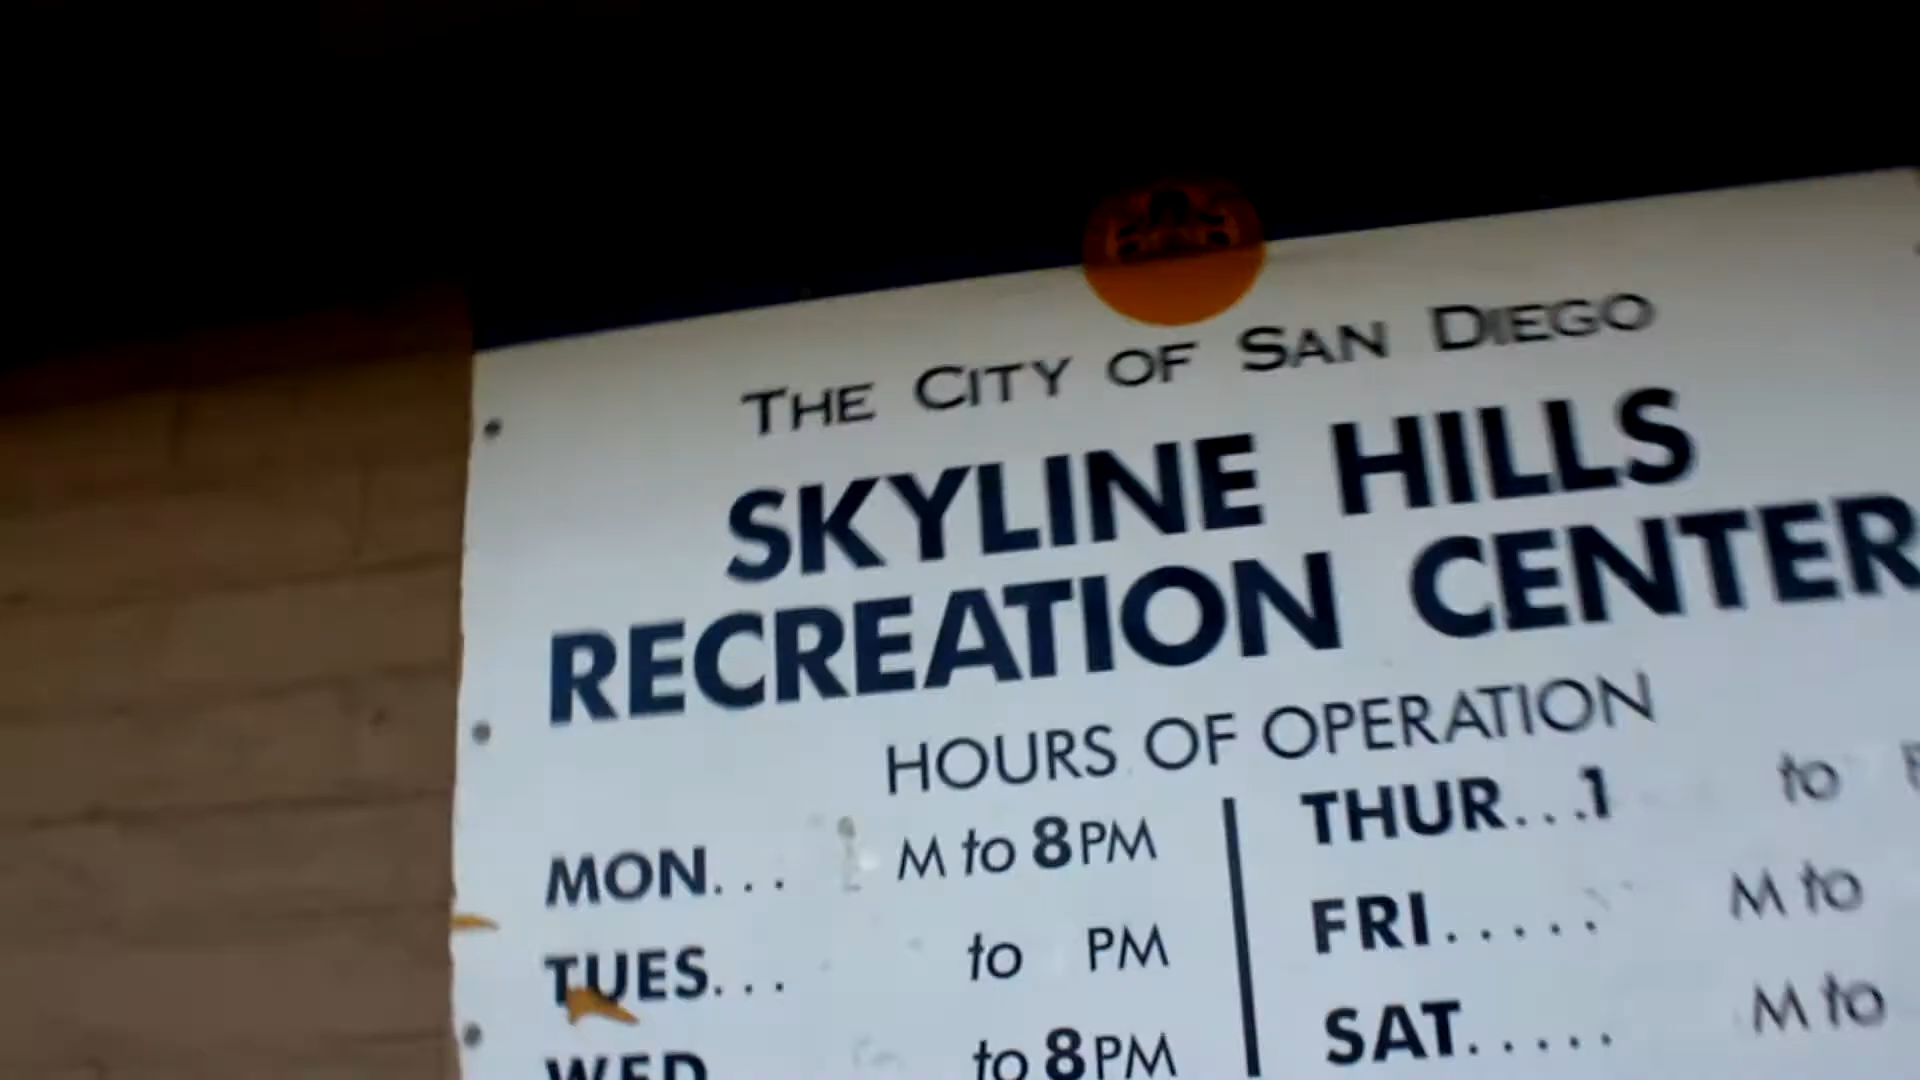 THE CITY OF SAN DIEGO
SKYLINE HILLS
RECREATION CENTER
HOURS OF OPERATION
MON... M to 8PM
TUES... to PM
WED to 8PM
THUR...1 to
FRI..... M to
SAT..... M to